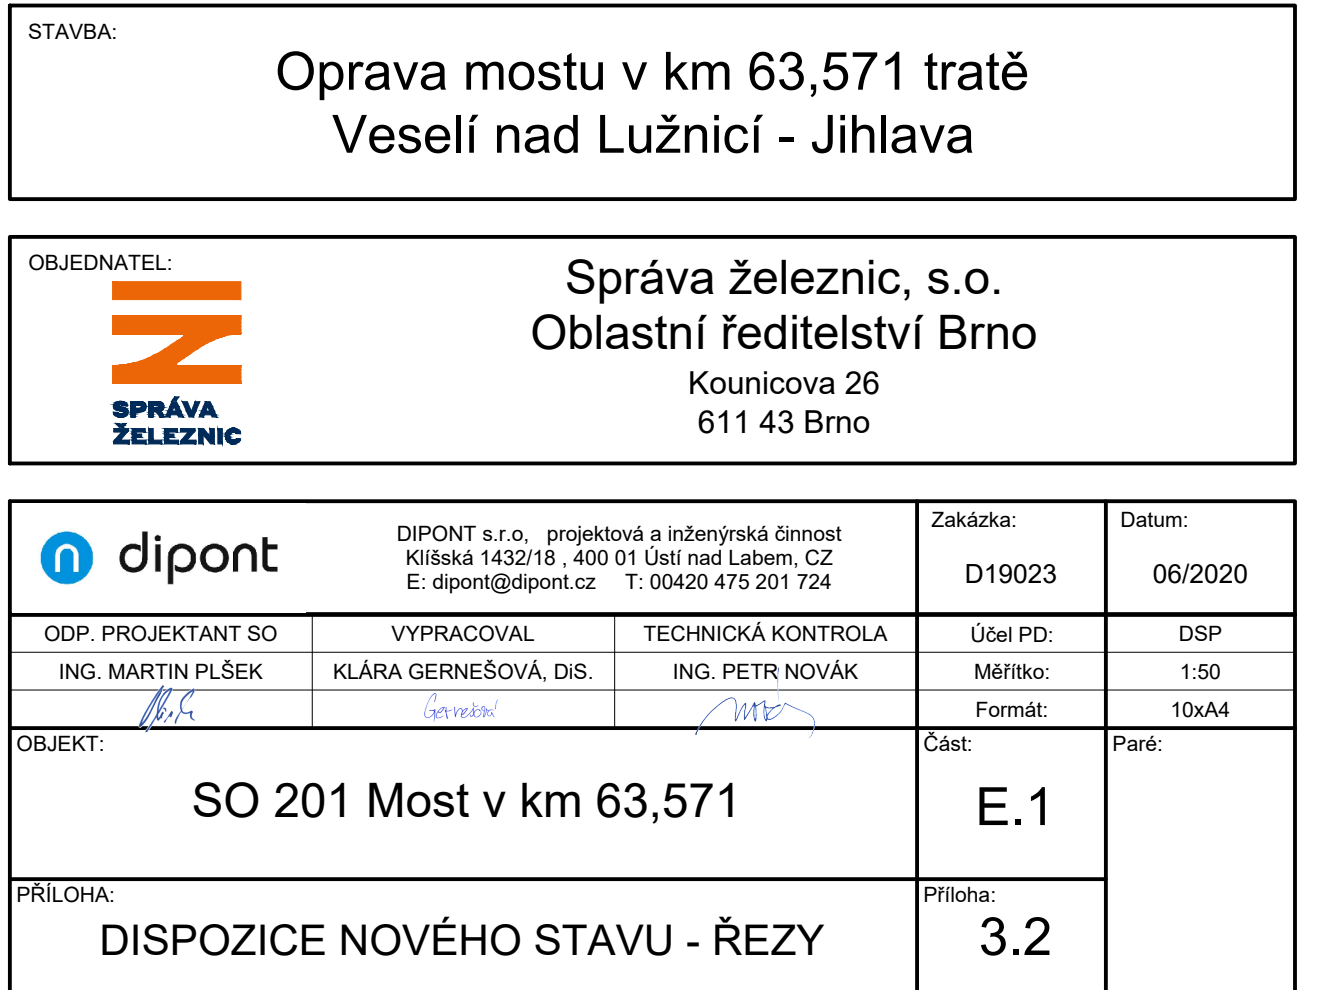 STAVBA:
Oprava mostu v km 63,571 tratě
Veselí nad Lužnicí - Jihlava
OBJEDNATEL:
SPRÁVA
ŽELEZNIC
Správa železnic, s.o.
Oblastní ředitelství Brno
Kounicova 26
611 43 Brno
dipont
DIPONT s.r.o, projektová a inženýrská činnost
Klíšská 1432/18 , 400 01 Ústí nad Labem, CZ
E: dipont@dipont.cz T: 00420 475 201 724
Zakázka:
D19023
Datum:
06/2020
ODP. PROJEKTANT SO
VYPRACOVAL
TECHNICKÁ KONTROLA
Účel PD:
DSP
ING. MARTIN PLŠEK
KLÁRA GERNEŠOVÁ, DiS.
ING. PETR NOVÁK
Měřítko:
1:50
Gernešová
Formát:
10xA4
OBJEKT:
SO 201 Most v km 63,571
Část:
E.1
Paré:
PŘÍLOHA:
DISPOZICE NOVÉHO STAVU - ŘEZY
Příloha:
3.2